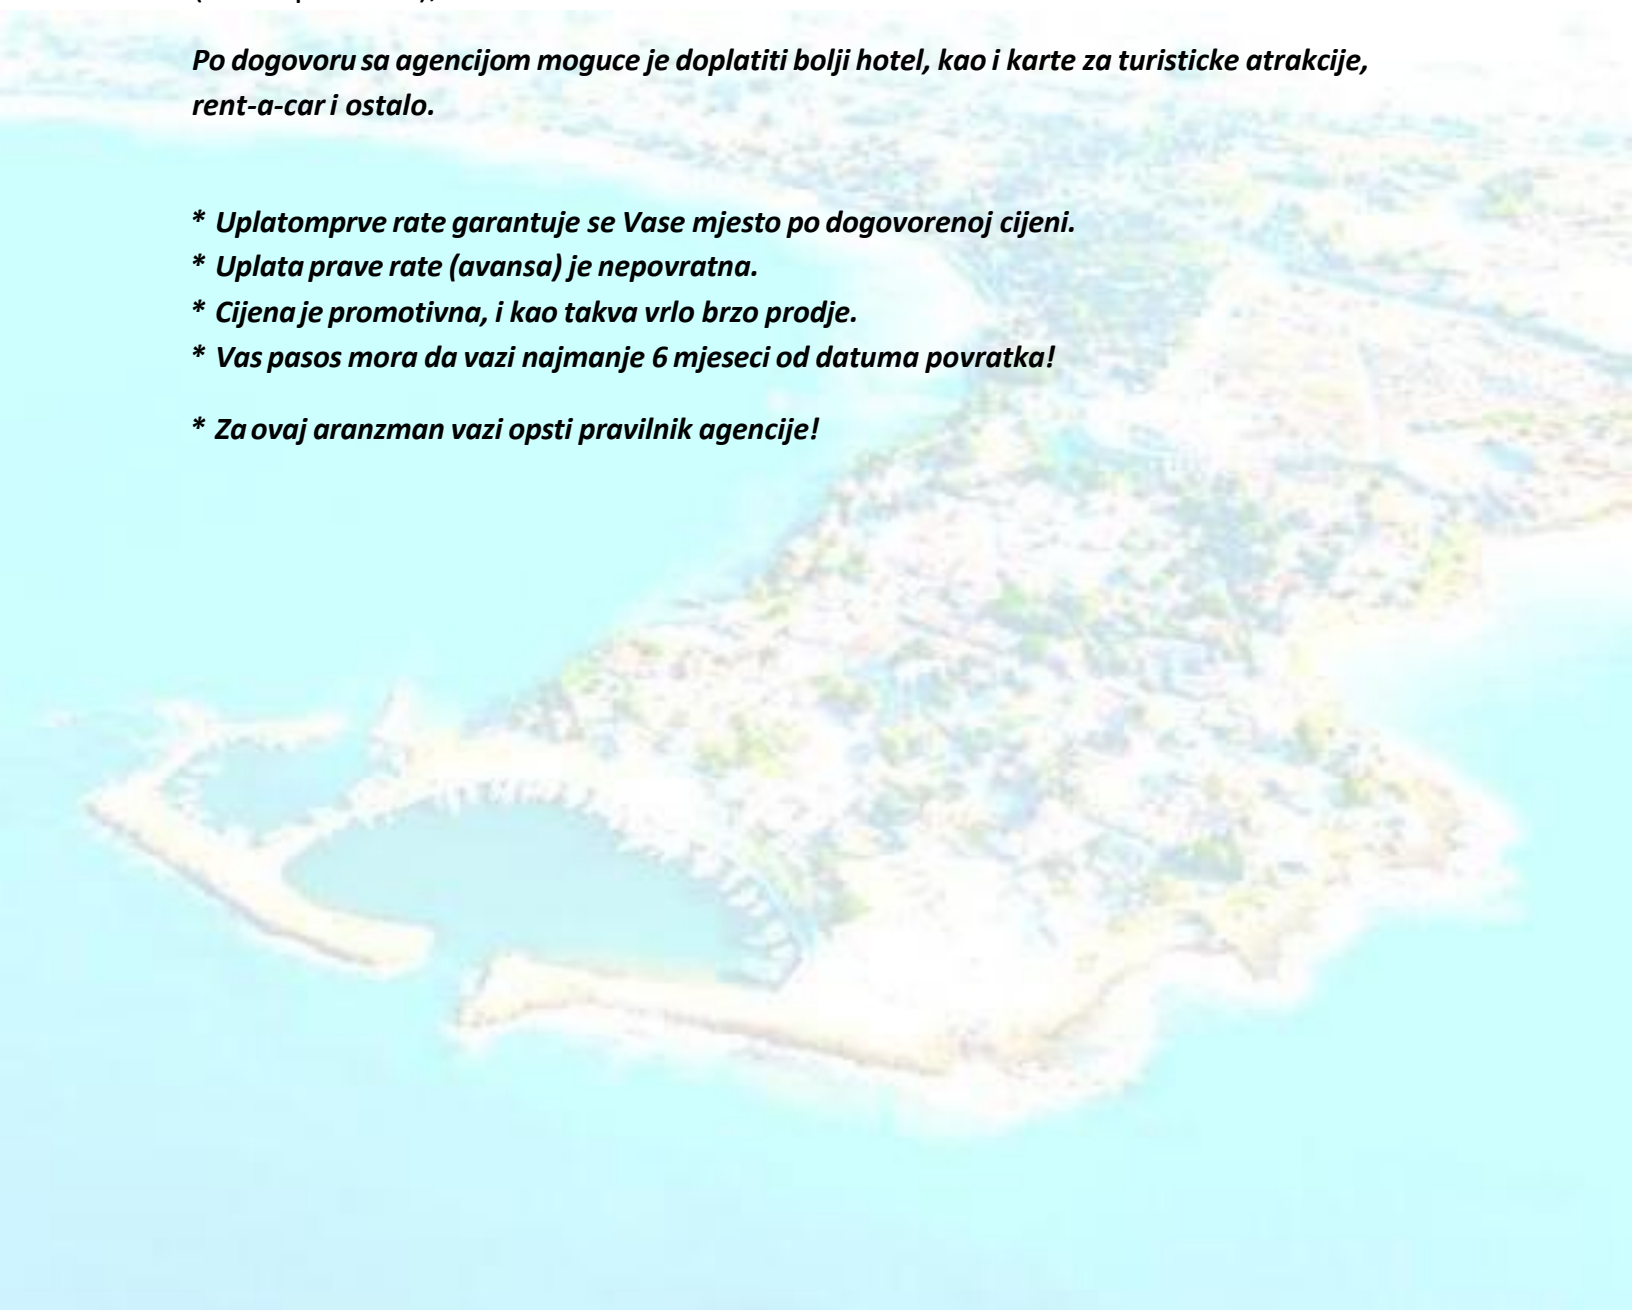 Po dogovoru sa agencijom moguce je doplatiti bolji hotel, kao i karte za turisticke atrakcije,
rent-a-car i ostalo.
* Uplatomprve rate garantuje se Vase mjesto po dogovorenoj cijeni.
* Uplata prave rate (avansa) je nepovratna.
* Cijena je promotivna, i kao takva vrlo brzo prodje.
* Vas pasos mora da vazi najmanje 6 mjeseci od datuma povratka!
* Za ovaj aranzman vazi opsti pravilnik agencije!